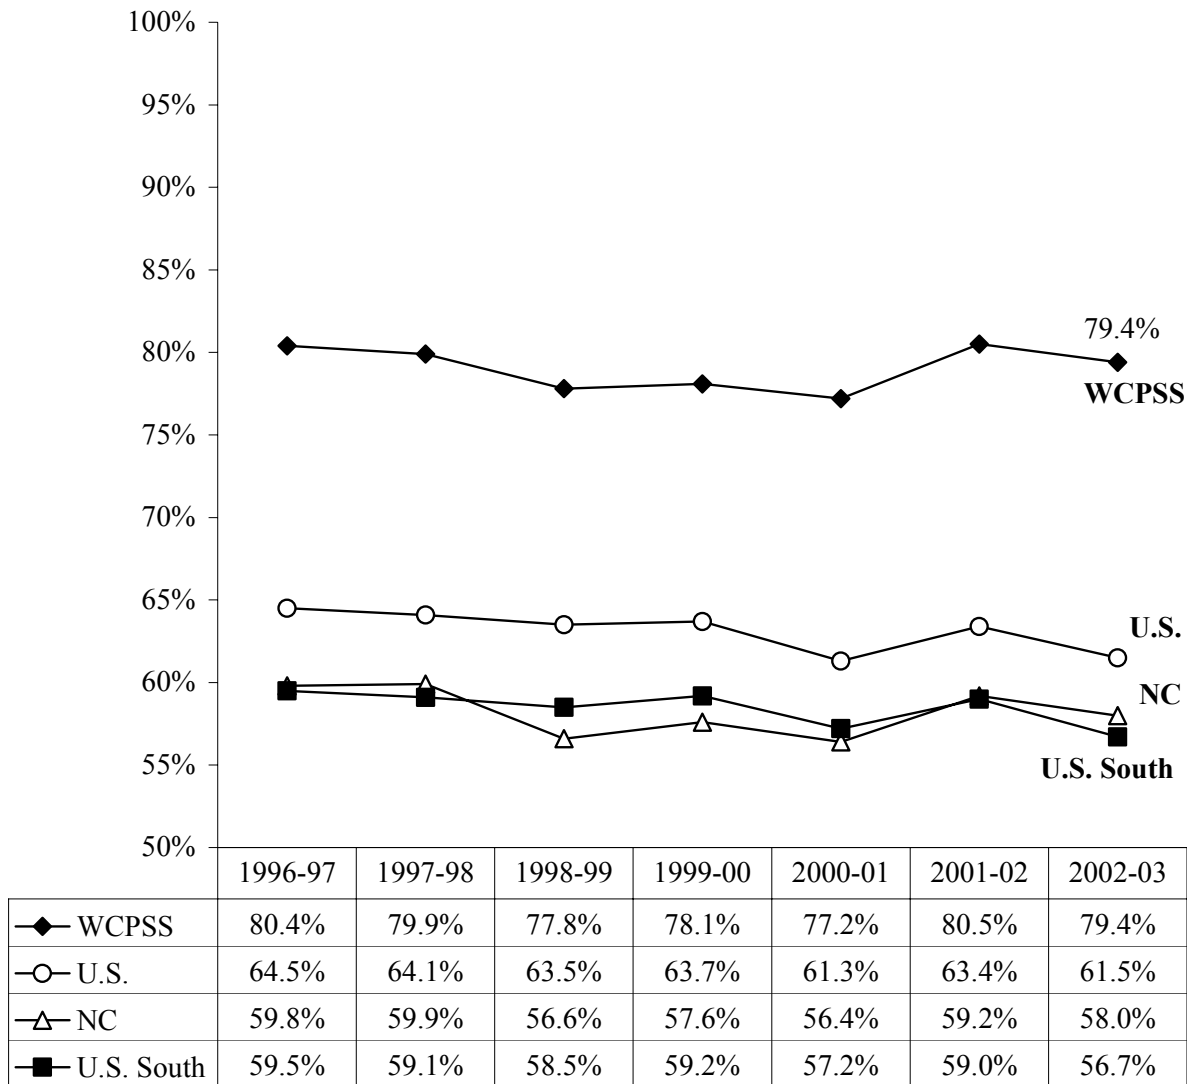 100%
95%
90%
85%
80%
75%
70%
65%
60%
55%
50%
79.4%
WCPSS
U.S.
NC
U.S. South
1996-97 1997-98 1998-99 1999-00 2000-01 2001-02 2002-03
WCPSS 80.4% 79.9% 77.8% 78.1% 77.2% 80.5% 79.4%
U.S. 64.5% 64.1% 63.5% 63.7% 61.3% 63.4% 61.5%
NC 59.8% 59.9% 56.6% 57.6% 56.4% 59.2% 58.0%
U.S. South 59.5% 59.1% 58.5% 59.2% 57.2% 59.0% 56.7%